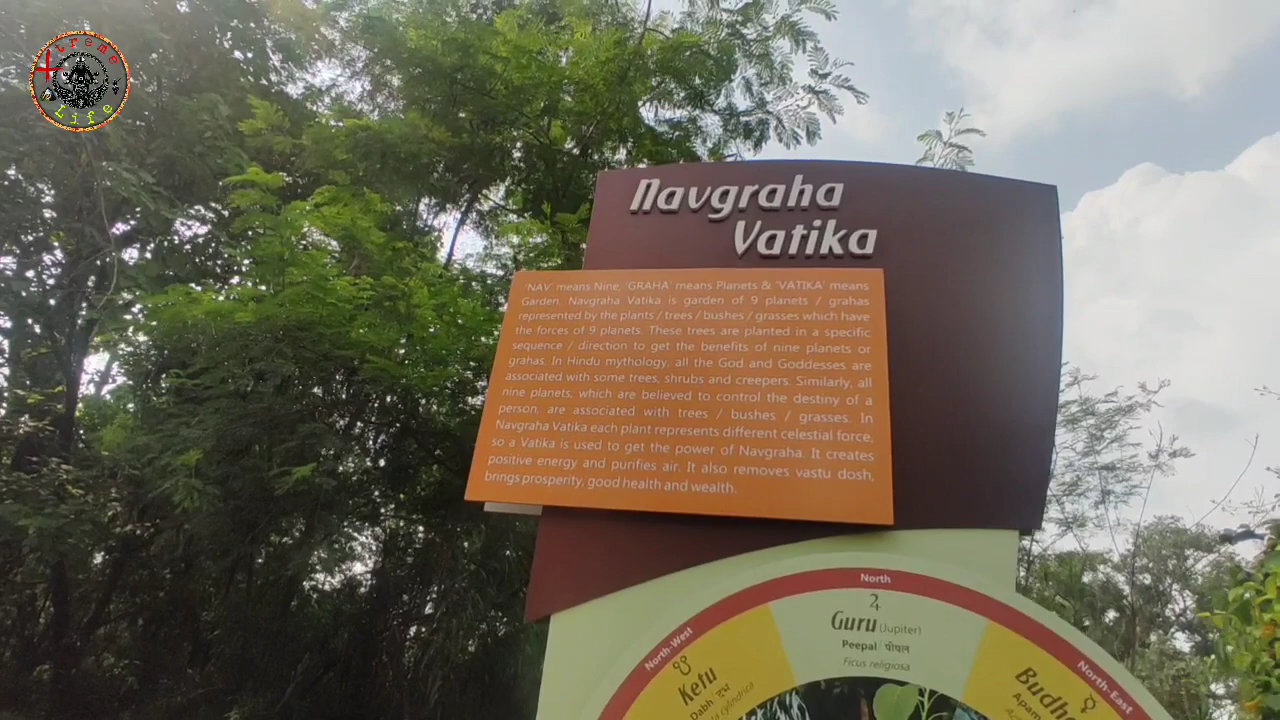 Xtreme
Life
Navgraha
Vatika
'NAV' means Nine, 'GRAHA' means Planets & 'VATIKA' means
Garden. Navgraha Vatika is garden of 9 planets / grahas
represented by the plants / trees / bushes / grasses which have
the forces of 9 planets. These trees are planted in a specific
sequence / direction to get the benefits of nine planets or
grahas. In Hindu mythology, all the God and Goddesses are
associated with some trees, shrubs and creepers. Similarly, all
nine planets, which are believed to control the destiny of a
person, are associated with trees / bushes / grasses. In
Navgraha Vatika each plant represents different celestial force,
so a Vatika is used to get the power of Navgraha. It creates
positive energy and purifies air. It also removes vastu dosh,
brings prosperity, good health and wealth.
North
♃
Guru (Jupiter)
Peepal / पीपल
Ficus religiosa
North-West
☋
Ketu
Dabh / दभ
cylindrica
North-East
☿
Budh